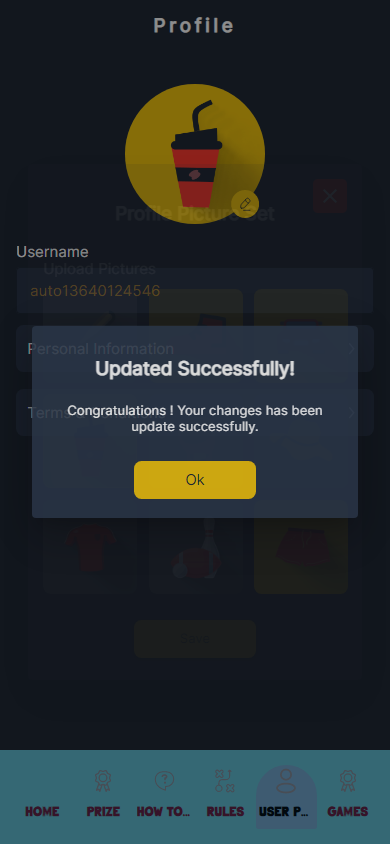 Profile
Profile Picture Set
Username
Upload Pictures
auto13640124546
Personal Information
Updated Successfully!
Congratulations ! Your changes has been
update successfully.
Ok
HOME
PRIZE
HOW TO...
RULES
USER P...
GAMES